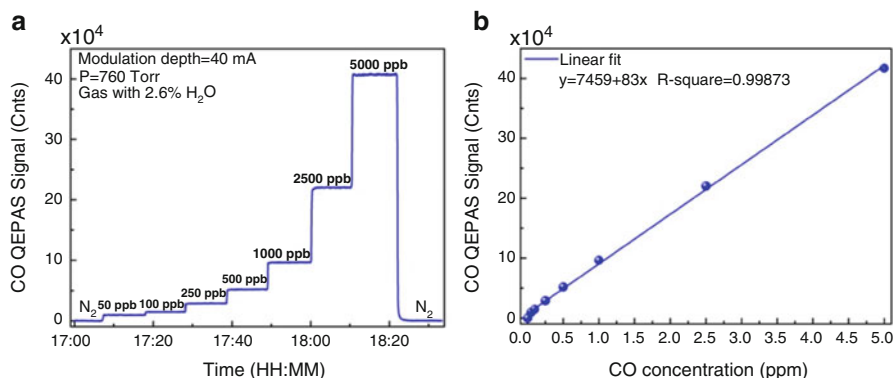 a
x10⁴
Modulation depth=40 mA
P=760 Torr
Gas with 2.6% H₂O
5000 ppb
2500 ppb
1000 ppb
500 ppb
250 ppb
100 ppb
50 ppb
N₂
N₂
40
30
20
10
0
CO QEPAS Signal (Cnts)
17:00 17:20 17:40 18:00 18:20
Time (HH:MM)
b
x10⁴
Linear fit
y=7459+83x R-square=0.99873
40
30
20
10
0
CO QEPAS Signal (Cnts)
0.0 0.5 1.0 1.5 2.0 2.5 3.0 3.5 4.0 4.5 5.0
CO concentration (ppm)